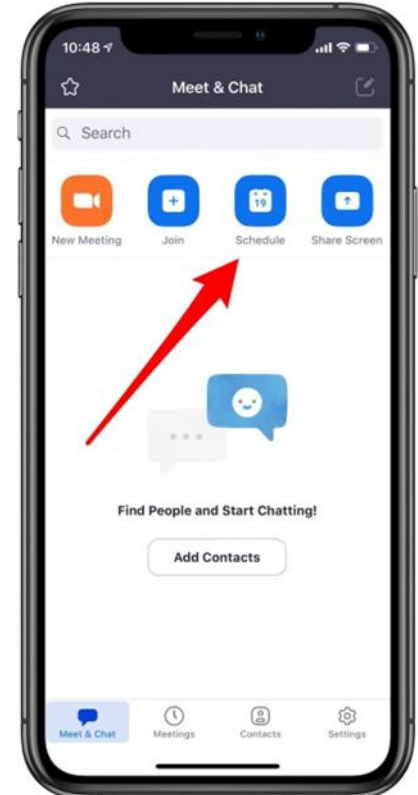 10:48
Meet & Chat
Search
19
New Meeting
Join
Schedule
Share Screen
Find People and Start Chatting!
Add Contacts
Meet & Chat
Meetings
Contacts
Settings